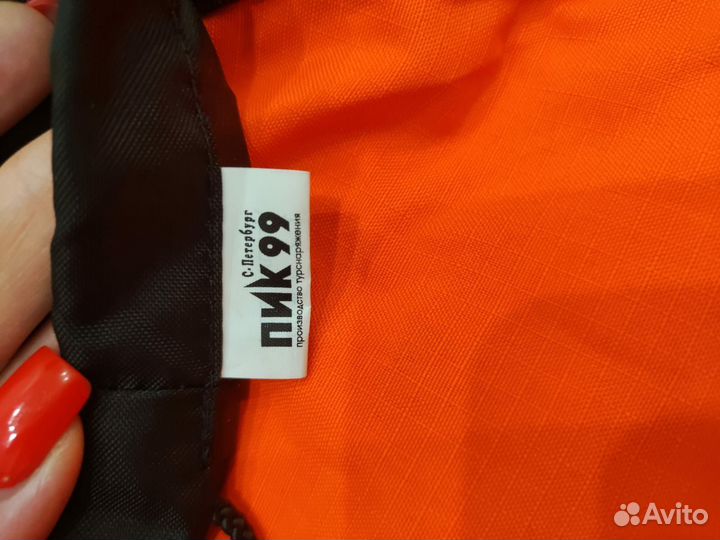 С-Петербург
ПИК 99
производство турснаряжения
Avito